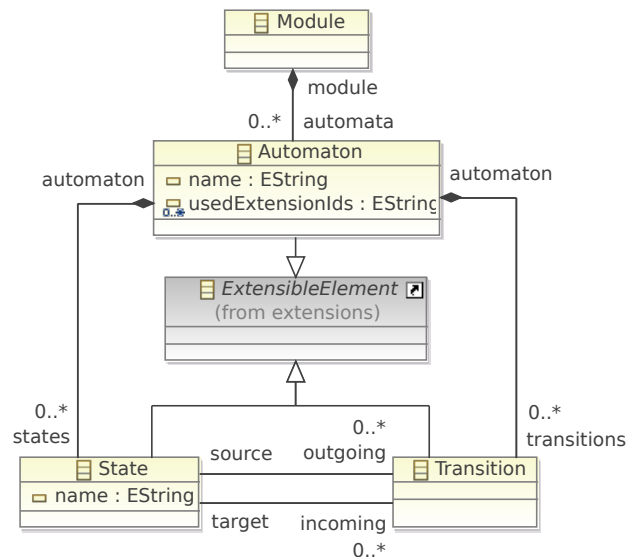 Module
module
0..* automata
Automaton
automaton
automaton
name : EString
0..* usedExtensionIds : EString
ExtensibleElement
(from extensions)
0..*
states
0..*
outgoing
0..*
transitions
source
State
name : EString
Transition
target
incoming
0..*